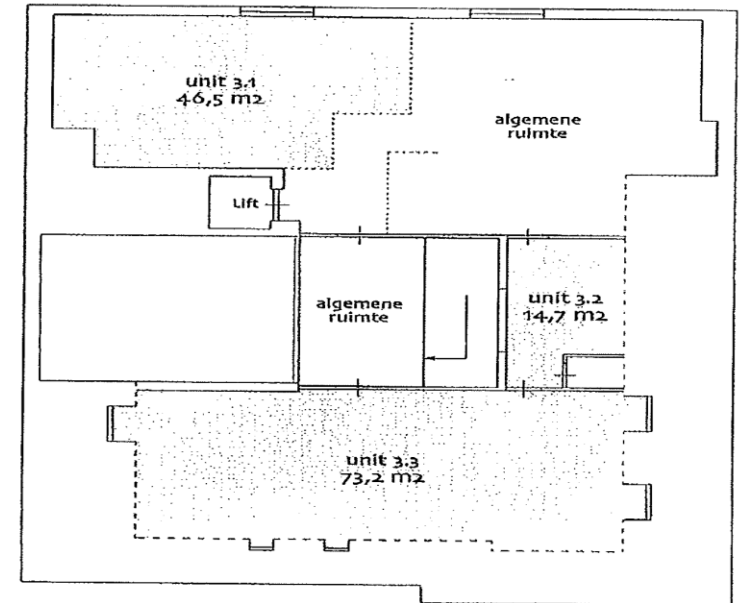 unit 3.1
46,5 m2
algemene
ruimte
Lift
algemene
ruimte
unit 3.2
14,7 m2
unit 3.3
73,2 m2